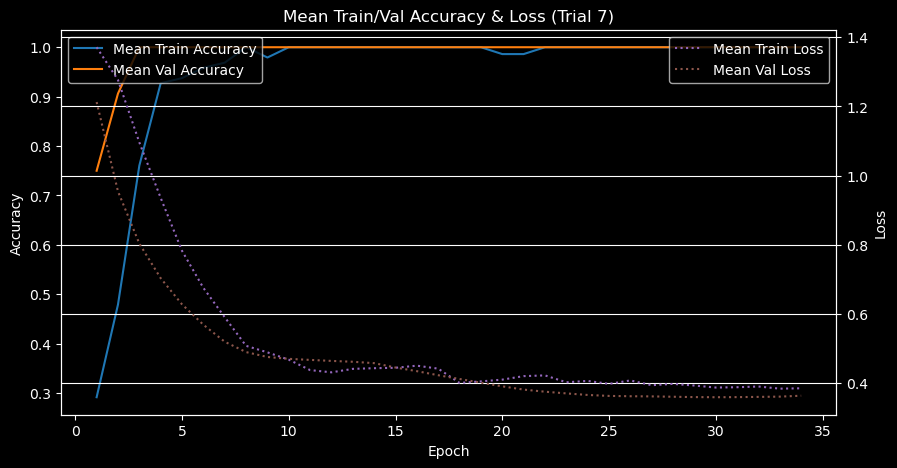 Mean Train/Val Accuracy & Loss (Trial 7)
Mean Train Accuracy
Mean Val Accuracy
Mean Train Loss
Mean Val Loss
1.0
0.9
0.8
0.7
0.6
0.5
0.4
0.3
Accuracy
1.4
1.2
1.0
0.8
0.6
0.4
Loss
0 5 10 15 20 25 30 35
Epoch